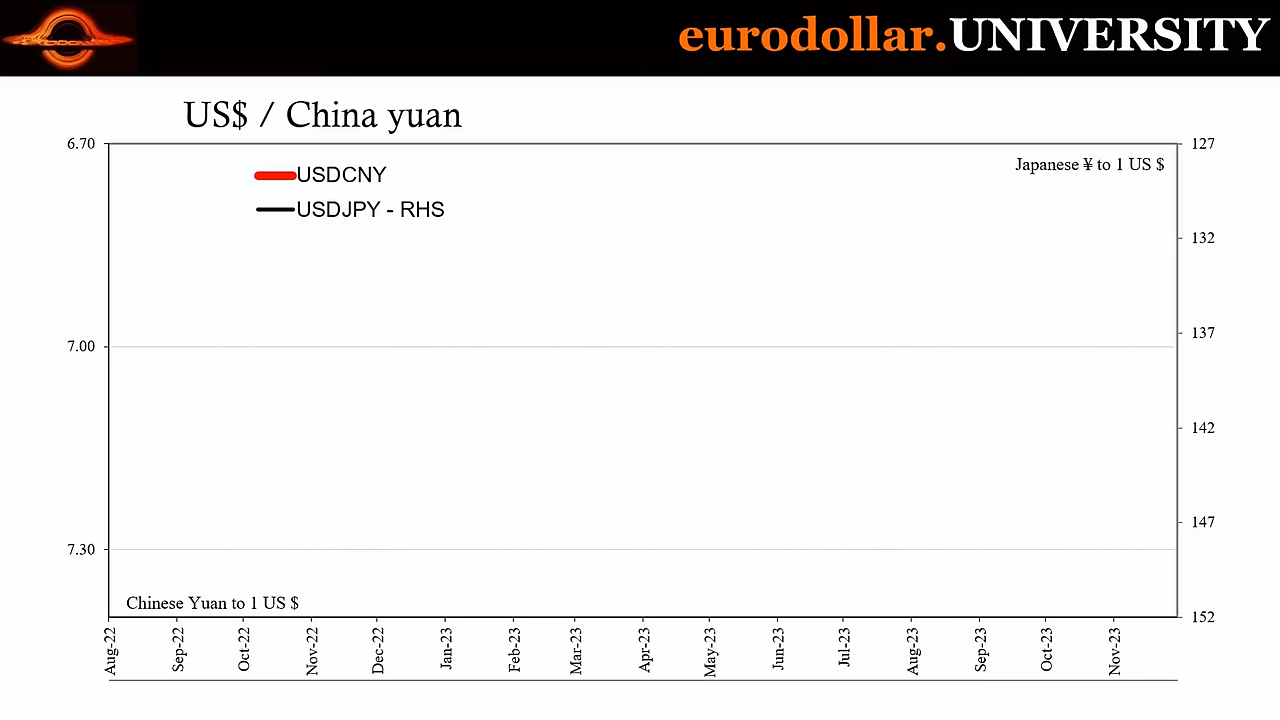 eurodollar.UNIVERSITY
US$ / China yuan
6.70
127
USDCNY
Japanese ¥ to 1 US $
USDJPY - RHS
132
137
7.00
142
147
7.30
Chinese Yuan to 1 US $
152
Aug-22
Sep-22
Oct-22
Nov-22
Dec-22
Jan-23
Feb-23
Mar-23
Apr-23
May-23
Jun-23
Jul-23
Aug-23
Sep-23
Oct-23
Nov-23